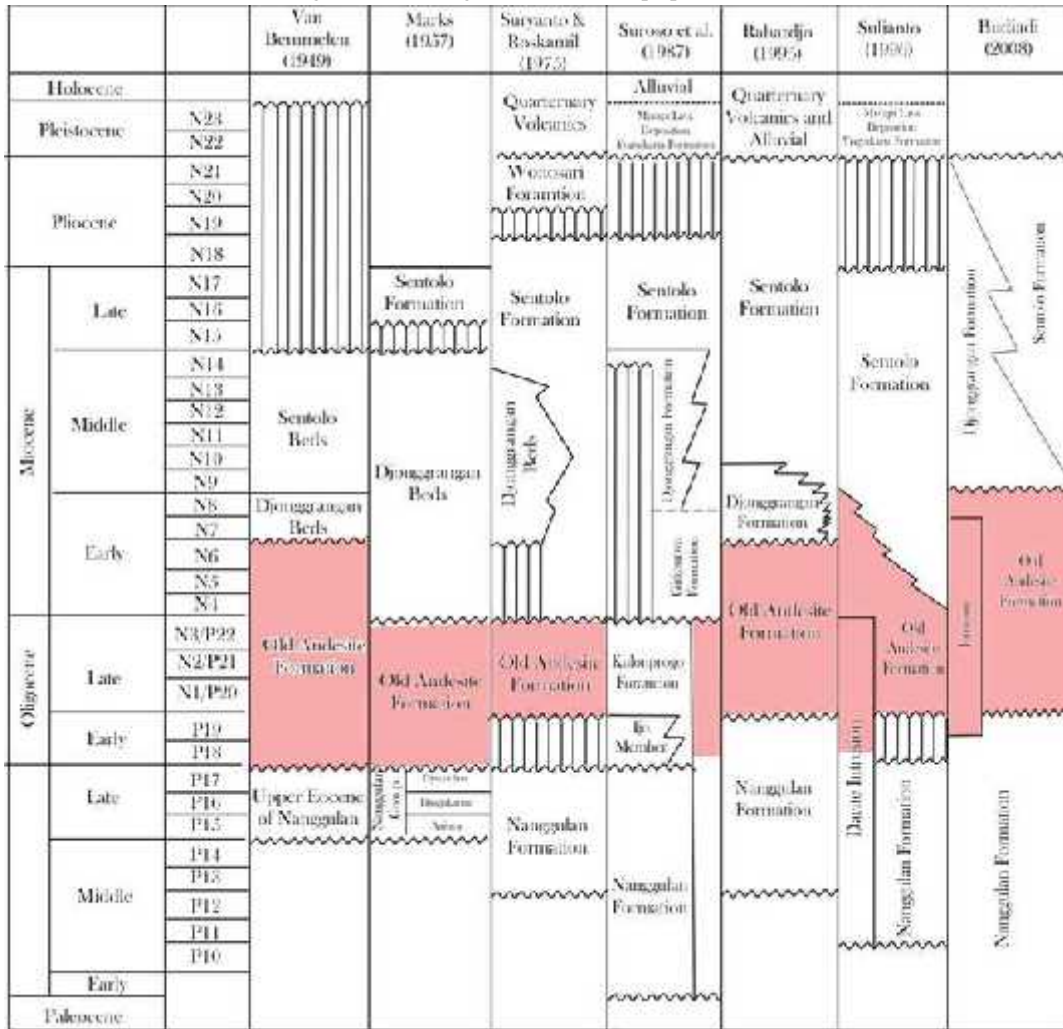 Van
Bemmelen
(1949)
Marks
(1957)
Suryanto &
Roskamil
(1975)
Suroso et al.
(1987)
Rahardjo
(1995)
Sulianto
(1996)
Budiadi
(2008)
Holocene
Pleistocene
N23
N22
Pliocene
N21
N20
N19
N18
Miocene
Late
N17
N16
N15
Middle
N14
N13
N12
N11
N10
N9
Early
N8
N7
N6
N5
N4
Oligocene
Late
N3/P22
N2/P21
N1/P20
Early
P19
P18
Late
P17
P16
P15
Middle
P14
P13
P12
P11
P10
Early
Paleocene
Sentolo
Beds
Djonggrangan
Beds
Old Andesite
Formation
Upper Eocene
of Nanggulan
Sentolo
Formation
Djonggrangan
Beds
Old Andesite
Formation
Nanggulan
Quarternary
Volcanics
Wonosari
Foramtion
Sentolo
Formation
Djonggrangan
Beds
Old Andesite
Formation
Nanggulan
Formation
Alluvial
Formation
Sentolo
Formation
Djonggrangan Formation
Formation
Kulonprogo
Formation
Ijo
Member
Nanggulan
Formation
Quarternary
Volcanics and
Alluvial
Sentolo
Formation
Djonggrangan
Formation
Old Andesite
Formation
Nanggulan
Formation
Sentolo
Formation
Old
Andesite
Formation
Dacite Intrusion
Nanggulan Formation
Djonggrangan Formation
Sentolo Formation
Old
Andesite
Formation
Nanggulan Formation